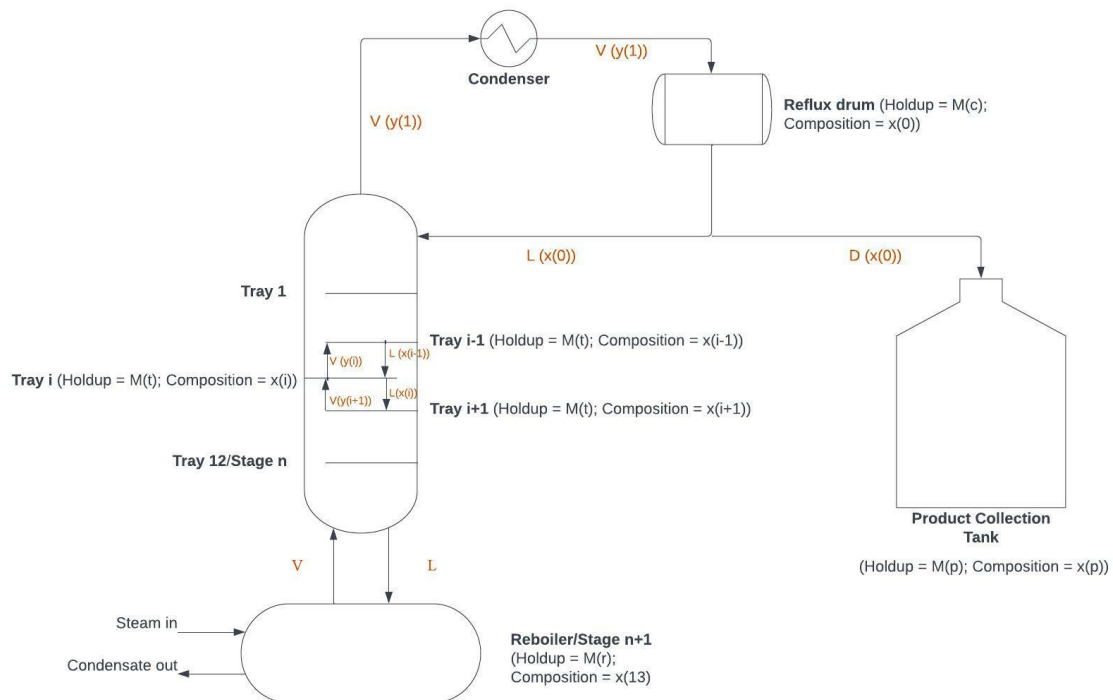 V (y(1))
Condenser
V (y(1))
Reflux drum (Holdup = M(c);
Composition = x(0))
L (x(0))
D (x(0))
Tray 1
Tray i-1 (Holdup = M(t); Composition = x(i-1))
V (y(i))
L (x(i-1))
Tray i (Holdup = M(t); Composition = x(i))
V(y(i+1))
L(x(i))
Tray i+1 (Holdup = M(t); Composition = x(i+1))
Tray 12/Stage n
Product Collection
Tank
(Holdup = M(p); Composition = x(p))
V
L
Steam in
Condensate out
Reboiler/Stage n+1
(Holdup = M(r);
Composition = x(13)